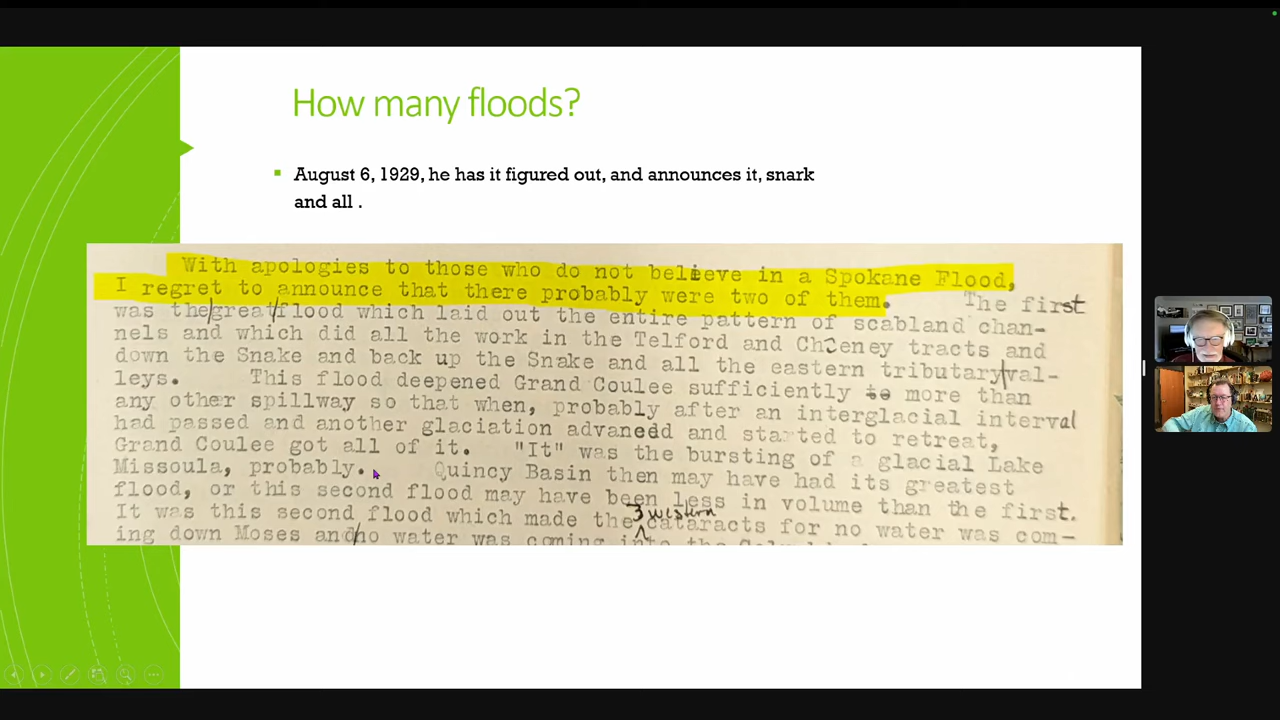 How many floods?
August 6, 1929, he has it figured out, and announces it, snark
and all .
With apologies to those who do not believe in a Spokane Flood,
I regret to announce that there probably were two of them. The first
was the great flood which laid out the entire pattern of scabland chan-
nels and which did all the work in the Telford and Cheney tracts and
down the Snake and back up the Snake and all the eastern tributary val-
leys. This flood deepened Grand Coulee sufficiently to more than
any other spillway so that when, probably after an interglacial interval
had passed and another glaciation advanced and started to retreat,
Grand Coulee got all of it. "It" was the bursting of a glacial Lake
Missoula, probably. Quincy Basin then may have had its greatest
flood, or this second flood may have been less in volume than the first.
3 western
It was this second flood which made the cataracts for no water was com-
ing down Moses and no water was coming into the